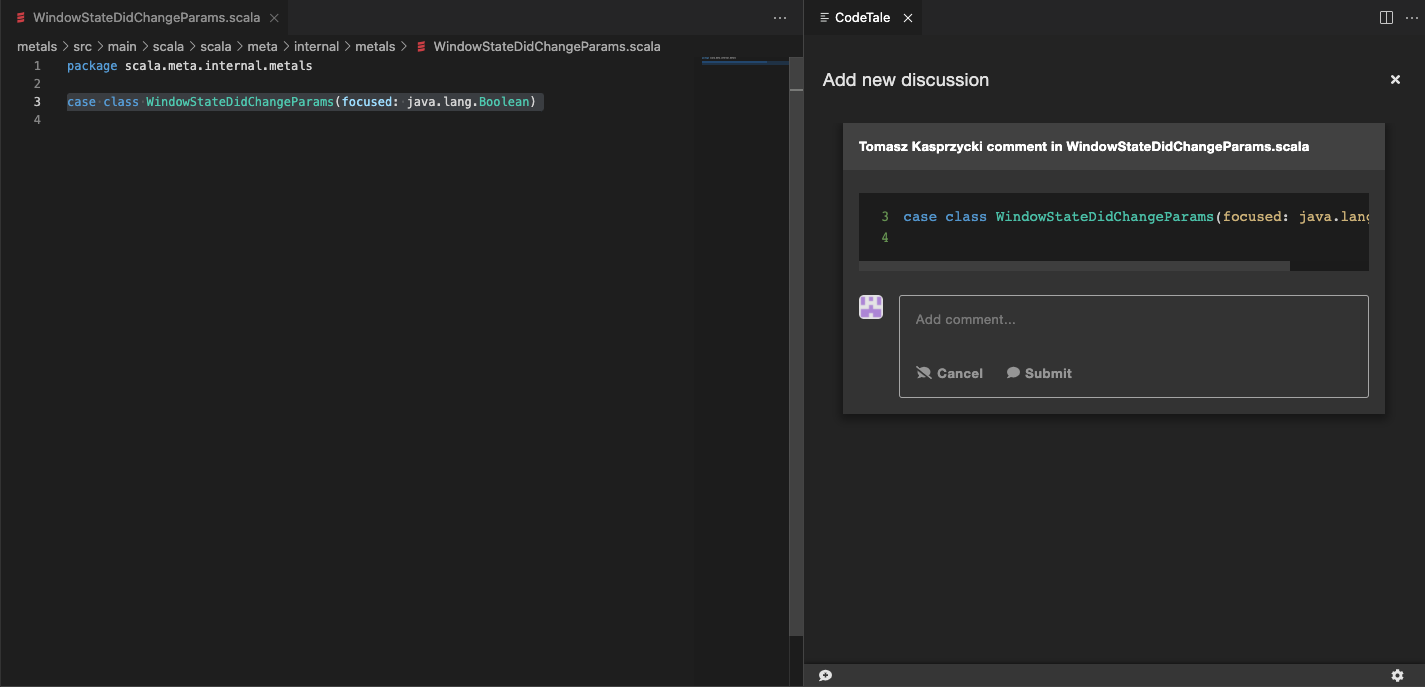 WindowStateDidChangeParams.scala
metals > src > main > scala > scala > meta > internal > metals > WindowStateDidChangeParams.scala
1 package scala.meta.internal.metals
2
3 case class WindowStateDidChangeParams(focused: java.lang.Boolean)
4
CodeTale
Add new discussion
Tomasz Kasprzycki comment in WindowStateDidChangeParams.scala
3 case class WindowStateDidChangeParams(focused: java.lang
4
Add comment...
Cancel Submit